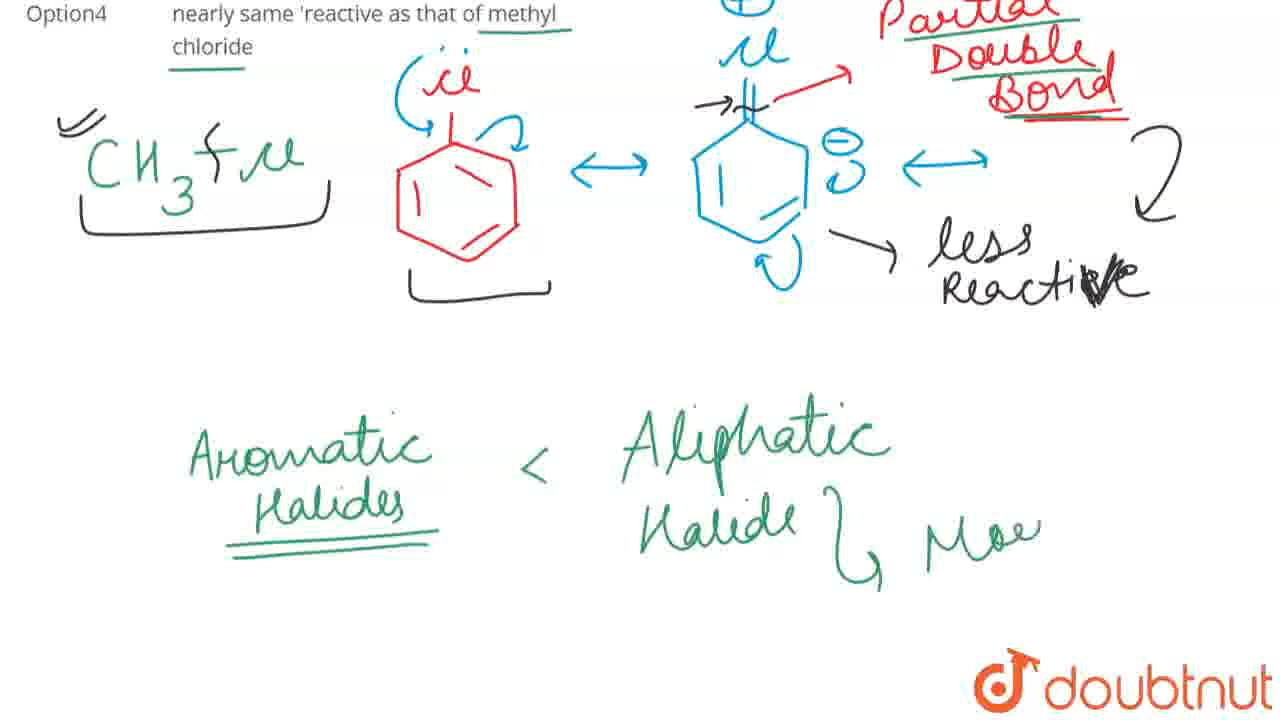 Option4 nearly same 'reactive as that of methyl
chloride
Partial
Double
Bond
⊕
Cl
Cl
CH3 Cl
⊖
less
Reactive
Aromatic < Aliphatic
Halides Halide
doubtnut